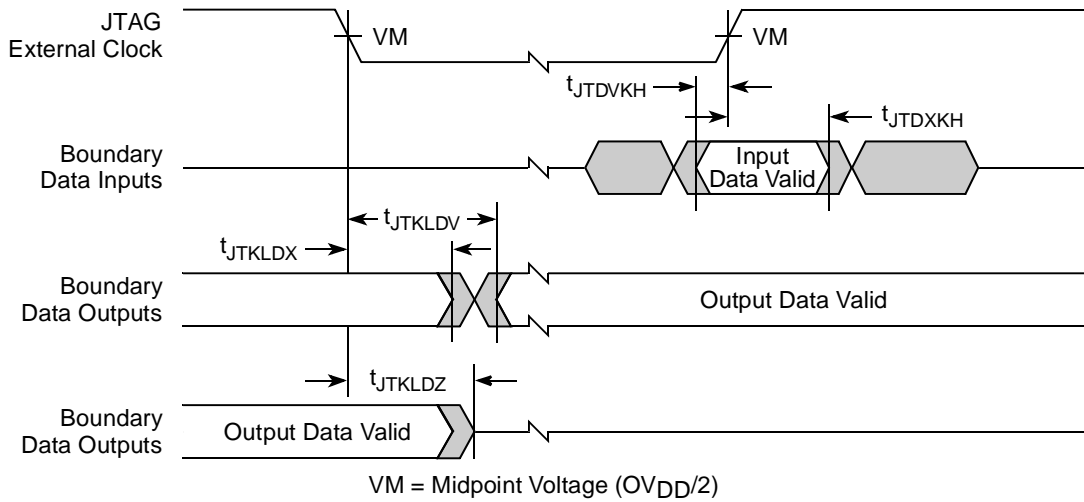 JTAG
External Clock
VM
VM
tJTDVKH
tJTDXKH
Boundary
Data Inputs
Input
Data Valid
tJTKLDV
tJTKLDX
Boundary
Data Outputs
Output Data Valid
tJTKLDZ
Boundary
Data Outputs
Output Data Valid
VM = Midpoint Voltage (OVDD/2)